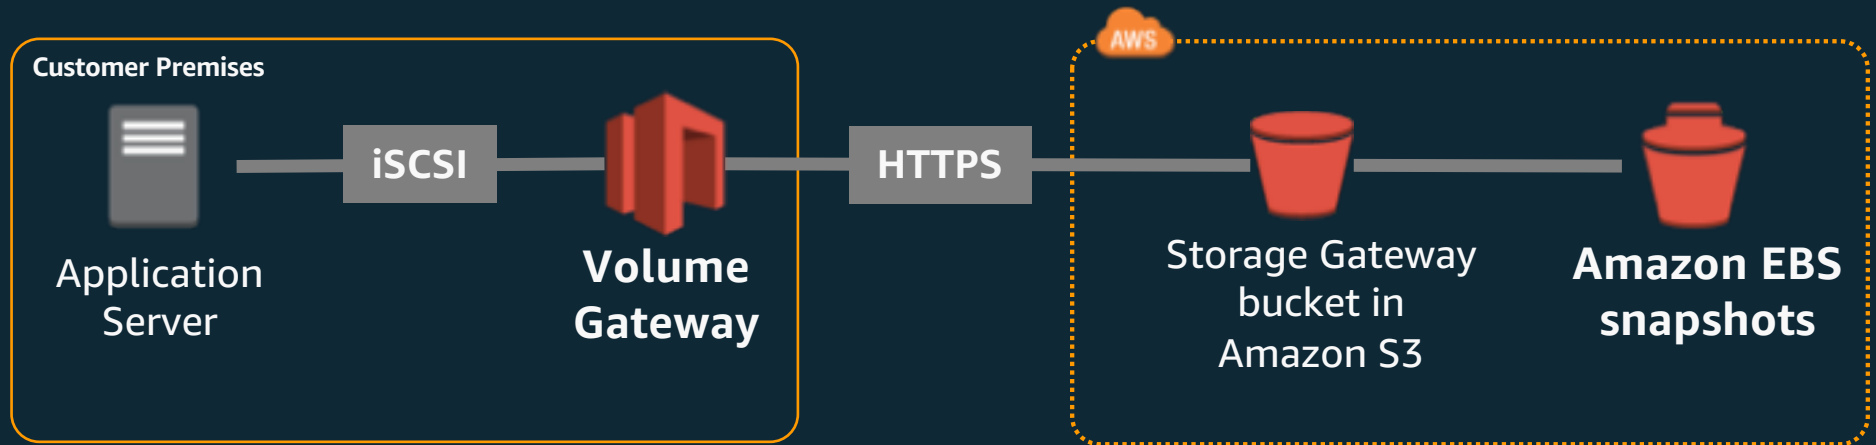 AWS
Customer Premises
iSCSI
HTTPS
Application
Server
Volume
Gateway
Storage Gateway
bucket in
Amazon S3
Amazon EBS
snapshots